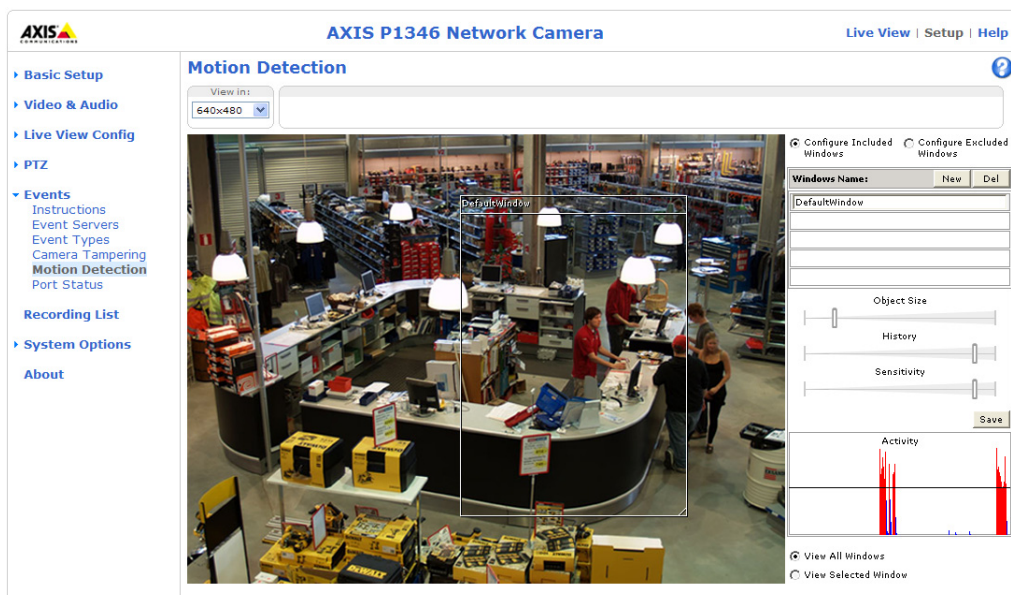 AXIS
COMMUNICATIONS
AXIS P1346 Network Camera
Live View | Setup | Help
Basic Setup
Video & Audio
Live View Config
PTZ
Events
Instructions
Event Servers
Event Types
Camera Tampering
Motion Detection
Port Status
Recording List
System Options
About
Motion Detection
?
View in:
640x480
DefaultWindow
DEWALT
Configure Included
Windows
Configure Excluded
Windows
Windows Name:
New
Del
DefaultWindow
Object Size
History
Sensitivity
Save
Activity
View All Windows
View Selected Window